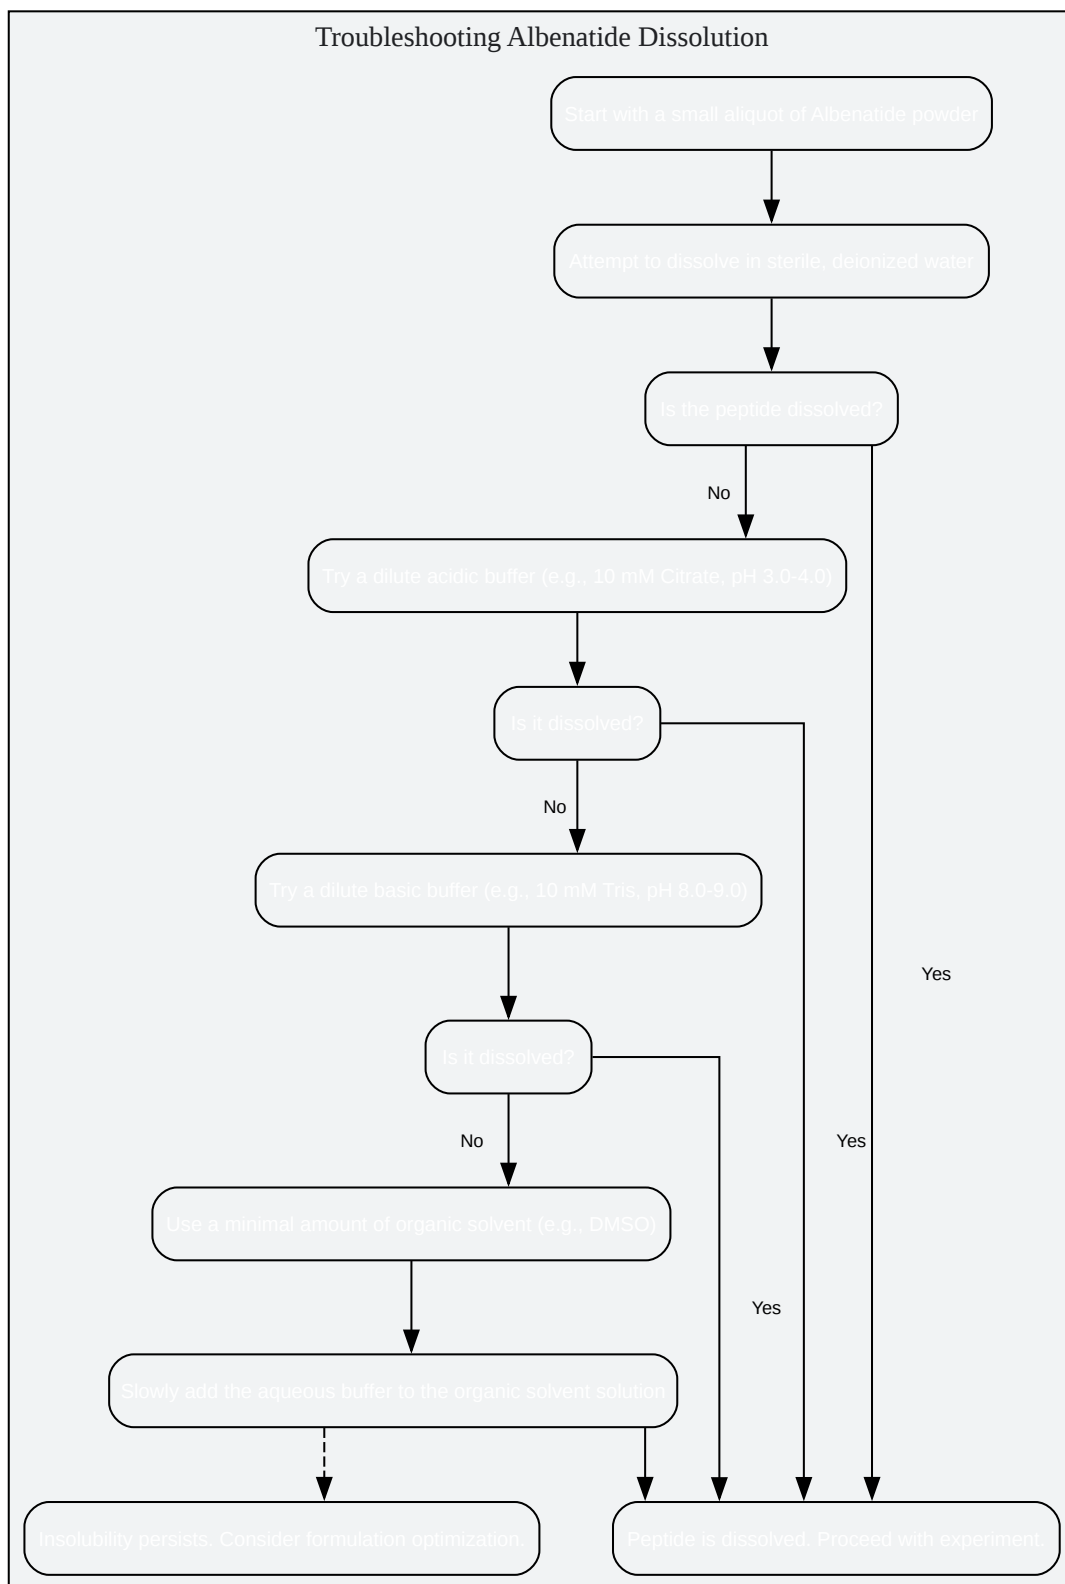 Troubleshooting Albenatide Dissolution
Start with a small aliquot of Albenatide powder
Attempt to dissolve in sterile, deionized water
Is the peptide dissolved?
No
Try a dilute acidic buffer (e.g., 10 mM Citrate, pH 3.0-4.0)
Is it dissolved?
No
Try a dilute basic buffer (e.g., 10 mM Tris, pH 8.0-9.0)
Yes
Is it dissolved?
No
Yes
Use a minimal amount of organic solvent (e.g., DMSO)
Yes
Slowly add the aqueous buffer to the organic solvent solution
Insolubility persists. Consider formulation optimization.
Peptide is dissolved. Proceed with experiment.